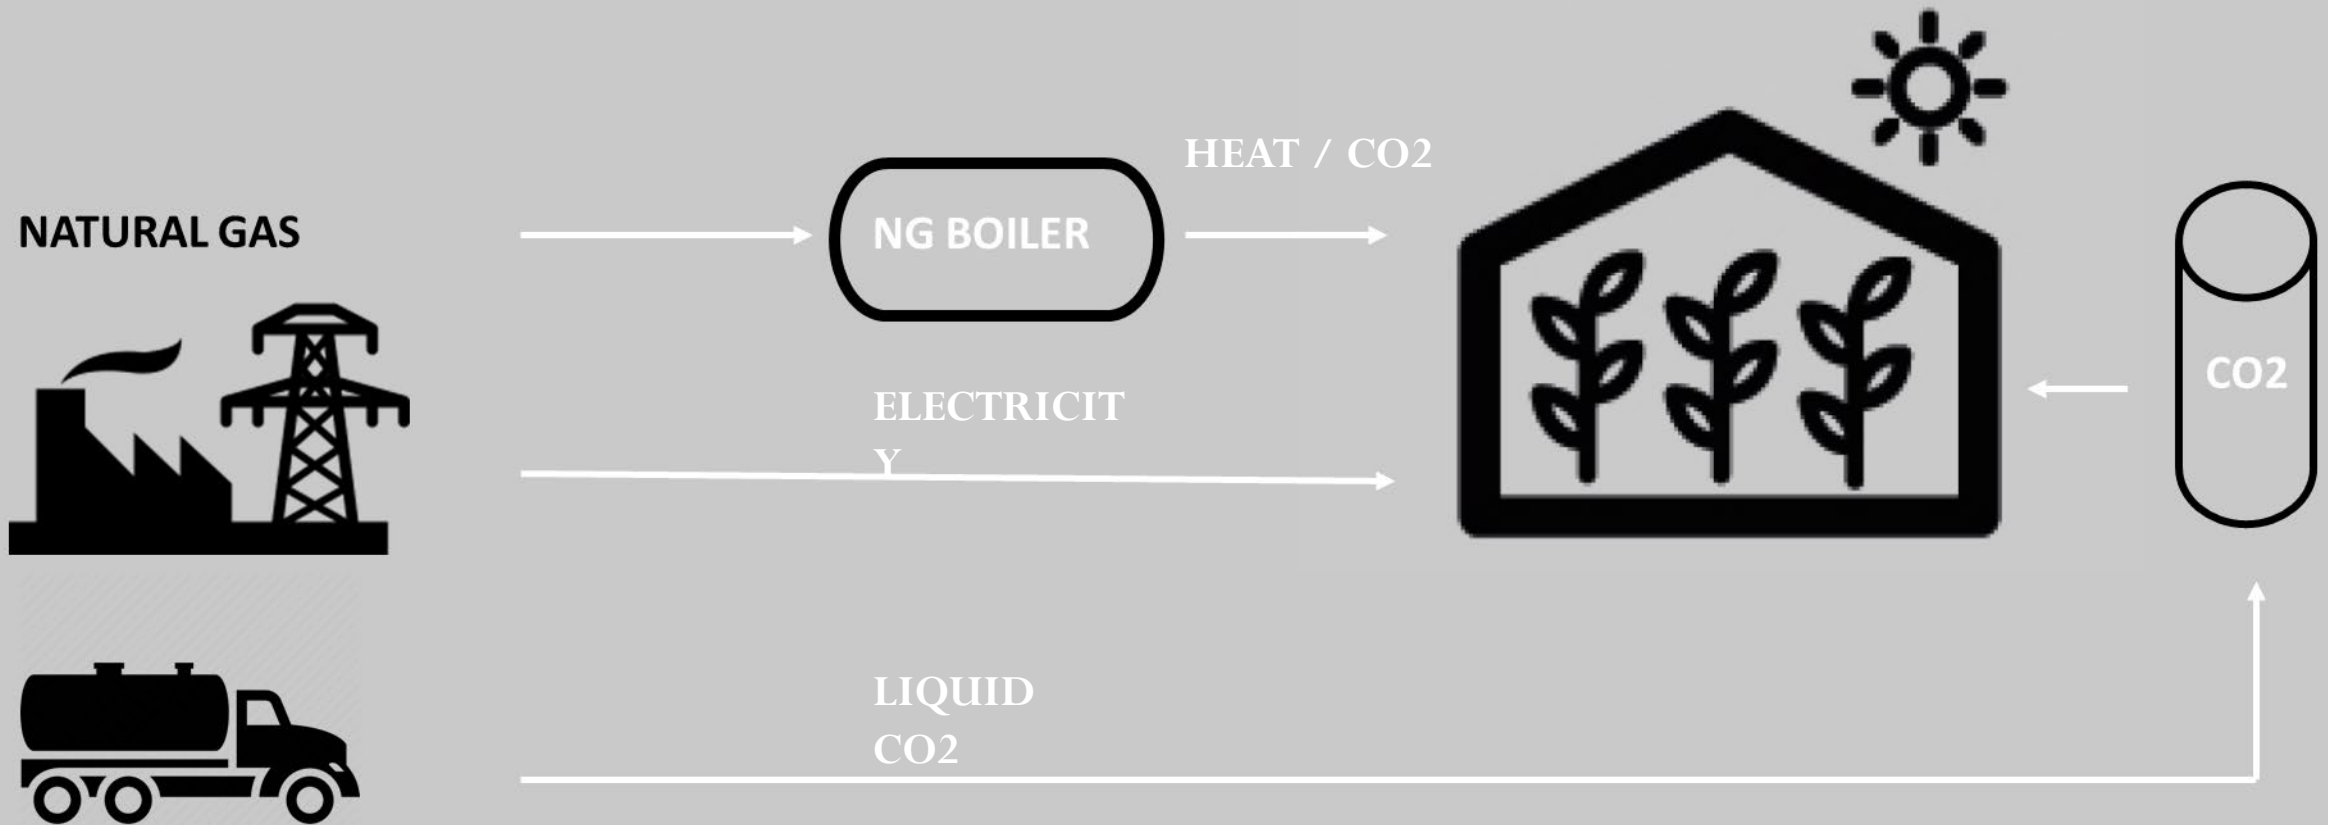 HEAT / CO2
NATURAL GAS
NG BOILER
ELECTRICIT
Y
CO2
LIQUID
CO2